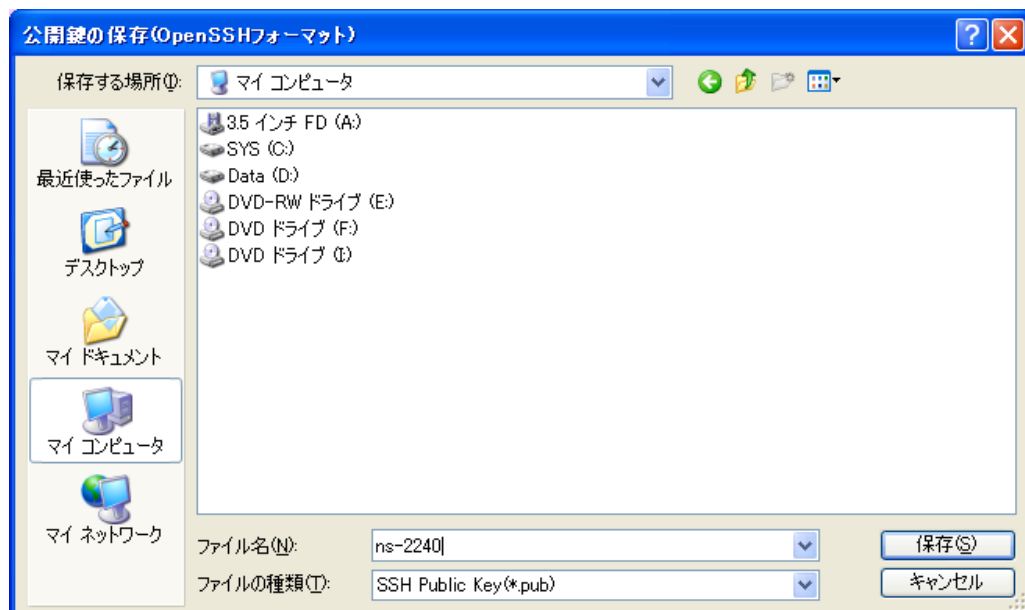 公開鍵の保存(OpenSSHフォーマット)
保存する場所(I):
マイ コンピュータ
最近使ったファイル
デスクトップ
マイ ドキュメント
マイ コンピュータ
マイ ネットワーク
3.5 インチ FD (A:)
SYS (C:)
Data (D:)
DVD-RW ドライブ (E:)
DVD ドライブ (F:)
DVD ドライブ (I:)
ファイル名(N):
ns-2240
保存(S)
ファイルの種類(T):
SSH Public Key(*.pub)
キャンセル